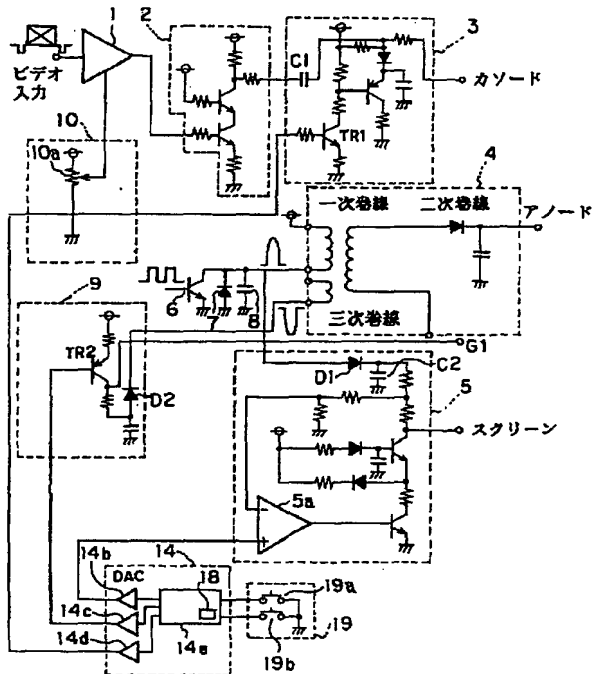 1
2
3
ビデオ
入力
C1
カソード
TR1
10
10a
4
一次巻線
二次巻線
アノード
三次巻線
6
7
8
9
G1
TR2
D2
D1
C2
5
スクリーン
5a
14b
14
DAC
18
14c
14d
14a
19a
19b
19